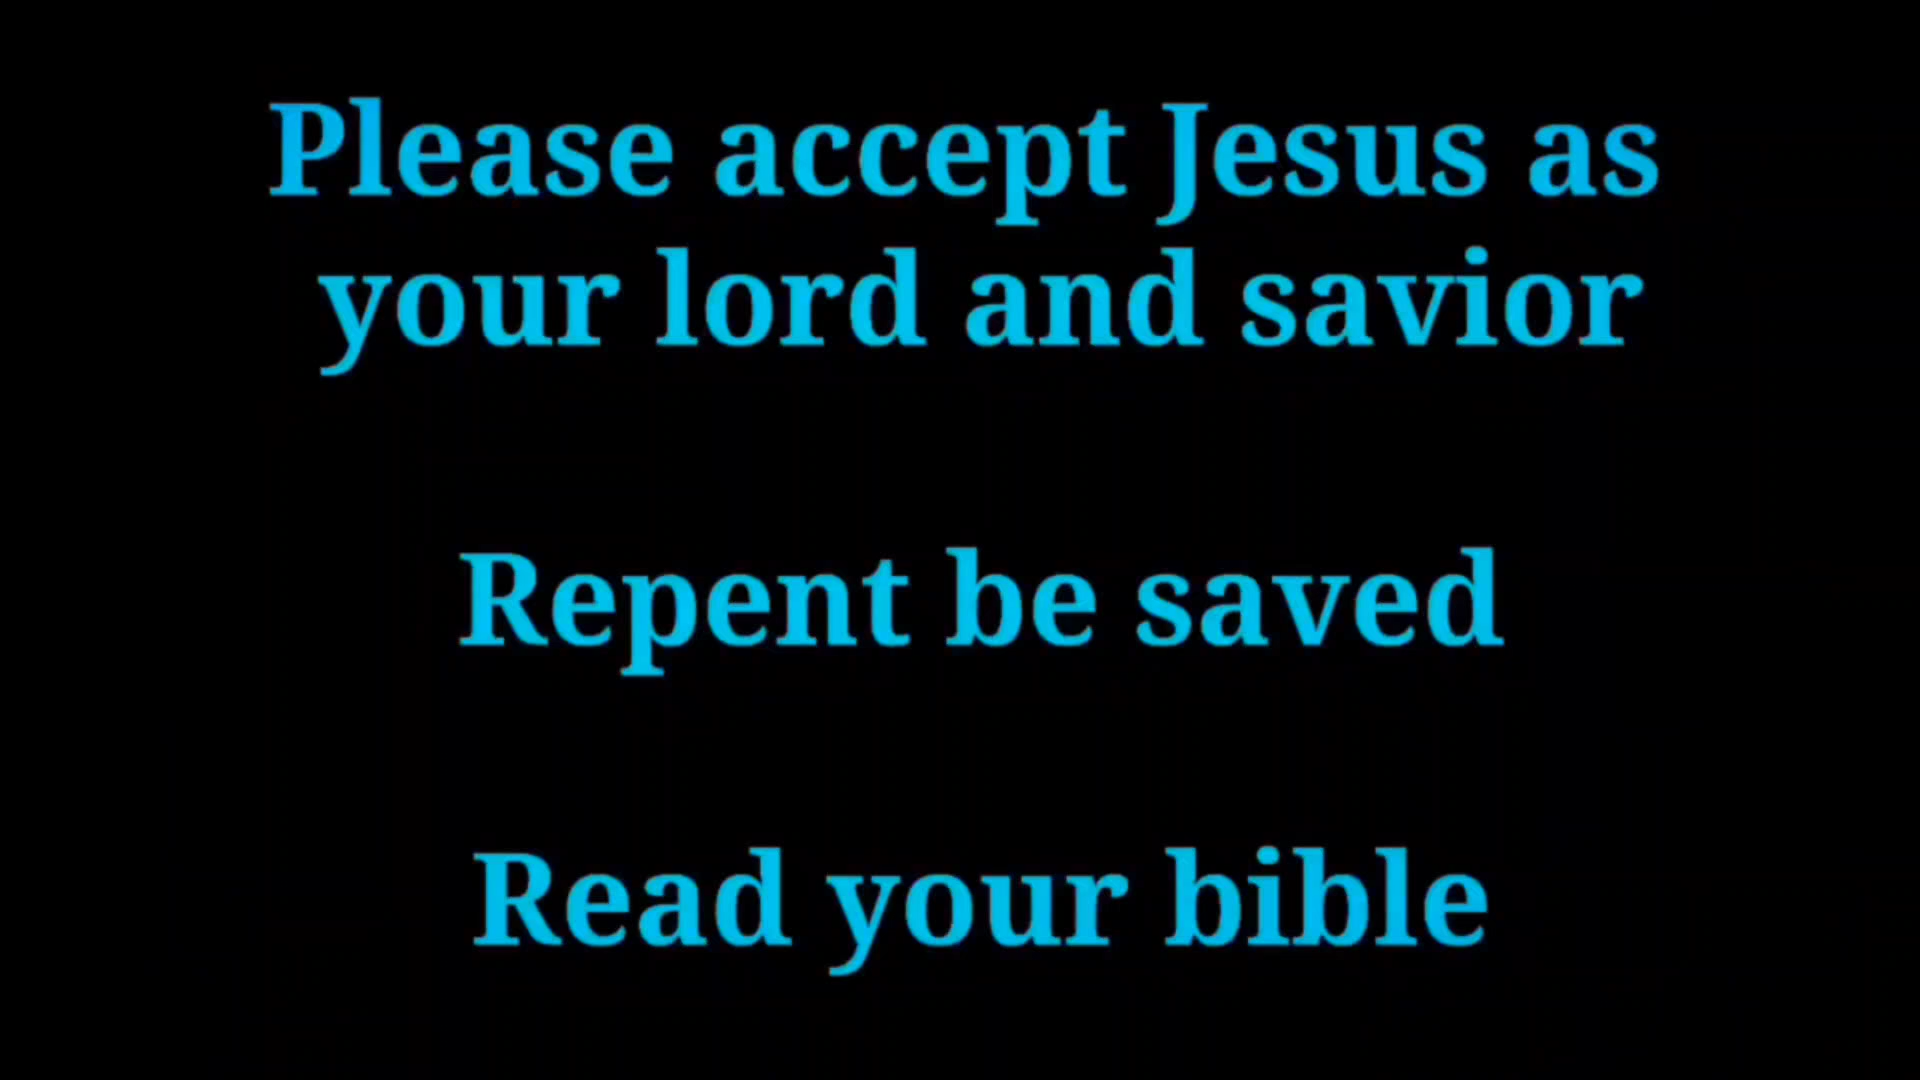 Please accept Jesus as
your lord and savior
Repent be saved
Read your bible